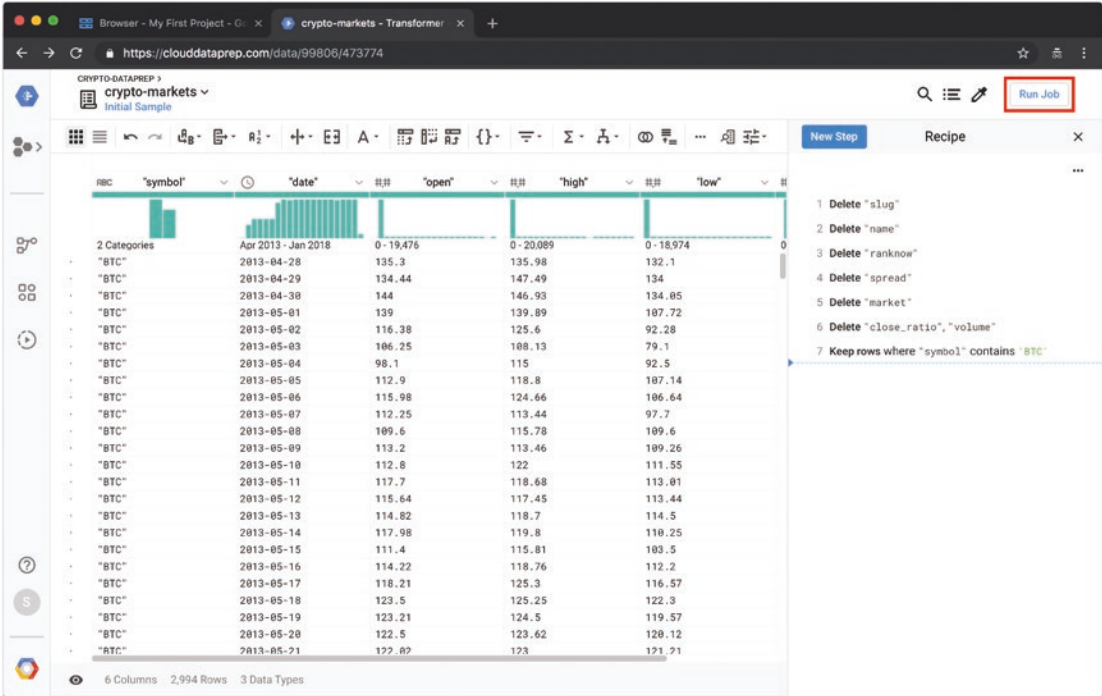 Browser - My First Project - Go
crypto-markets - Transformer
https://clouddataprep.com/data/99806/473774
CRYPTO-DATAPREP >
crypto-markets
Initial Sample
Run Job
New Step
Recipe
ABC "symbol" "date" #.# "open" #.# "high" #.# "low"
2 Categories Apr 2013 - Jan 2018 0 - 19,476 0 - 20,089 0 - 18,974 0
"BTC" 2013-04-28 135.3 135.98 132.1
"BTC" 2013-04-29 134.44 147.49 134
"BTC" 2013-04-30 144 146.93 134.05
"BTC" 2013-05-01 139 139.89 107.72
"BTC" 2013-05-02 116.38 125.6 92.28
"BTC" 2013-05-03 106.25 108.13 79.1
"BTC" 2013-05-04 98.1 115 92.5
"BTC" 2013-05-05 112.9 118.8 107.14
"BTC" 2013-05-06 115.98 124.66 106.64
"BTC" 2013-05-07 112.25 113.44 97.7
"BTC" 2013-05-08 109.6 115.78 109.6
"BTC" 2013-05-09 113.2 113.46 109.26
"BTC" 2013-05-10 112.8 122 111.55
"BTC" 2013-05-11 117.7 118.68 113.01
"BTC" 2013-05-12 115.64 117.45 113.44
"BTC" 2013-05-13 114.82 118.7 114.5
"BTC" 2013-05-14 117.98 119.8 110.25
"BTC" 2013-05-15 111.4 115.81 103.5
"BTC" 2013-05-16 114.22 118.76 112.2
"BTC" 2013-05-17 118.21 125.3 116.57
"BTC" 2013-05-18 123.5 125.25 122.3
"BTC" 2013-05-19 123.21 124.5 119.57
"BTC" 2013-05-20 122.5 123.62 120.12
"BTC" 2013-05-21 122.02 123 121.21
6 Columns 2,994 Rows 3 Data Types
1 Delete "slug"
2 Delete "name"
3 Delete "ranknow"
4 Delete "spread"
5 Delete "market"
6 Delete "close_ratio","volume"
7 Keep rows where "symbol" contains 'BTC'
S